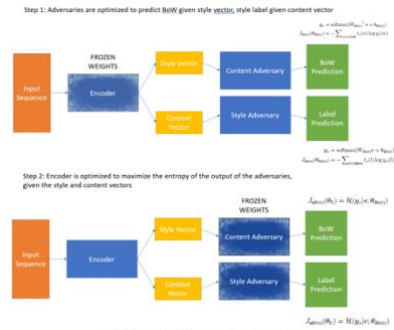 Step 1: Adversaries are optimized to predict BoW given style vector, style label given content vector
FROZEN
WEIGHTS
Style Vector
Content Adversary
BoW
Prediction
Input
Sequence
Encoder
Content
Vector
Style Adversary
Label
Prediction
Step 2: Encoder is optimized to maximize the entropy of the output of the adversaries,
given the style and content vectors
FROZEN
WEIGHTS
Style Vector
Content Adversary
BoW
Prediction
Input
Sequence
Encoder
Content
Vector
Style Adversary
Label
Prediction